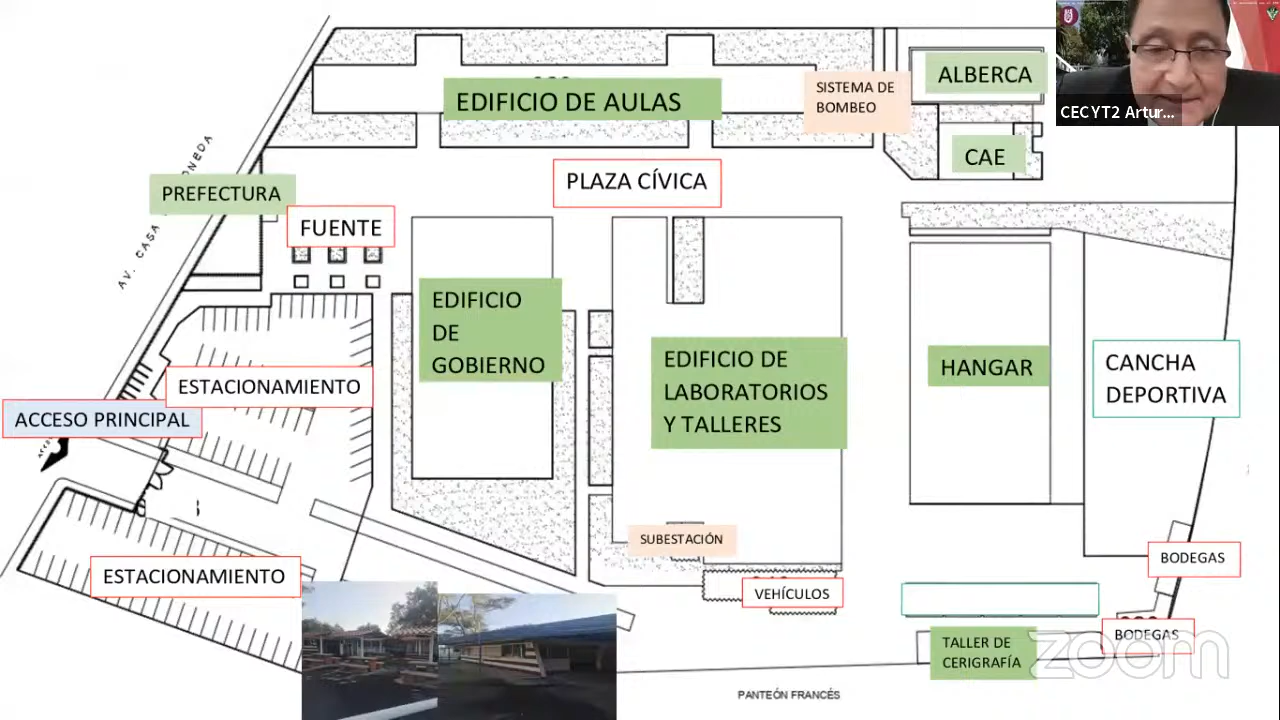 EDIFICIO DE AULAS
SISTEMA DE
BOMBEO
ALBERCA
CECYT2 Artur...
CAE
PREFECTURA
PLAZA CÍVICA
FUENTE
AV. CASA
EDIFICIO
DE
GOBIERNO
EDIFICIO DE
LABORATORIOS
Y TALLERES
HANGAR
CANCHA
DEPORTIVA
ESTACIONAMIENTO
ACCESO PRINCIPAL
SUBESTACIÓN
BODEGAS
ESTACIONAMIENTO
VEHÍCULOS
BODEGAS
TALLER DE
CERIGRAFÍA
zoom
PANTEÓN FRANCÉS